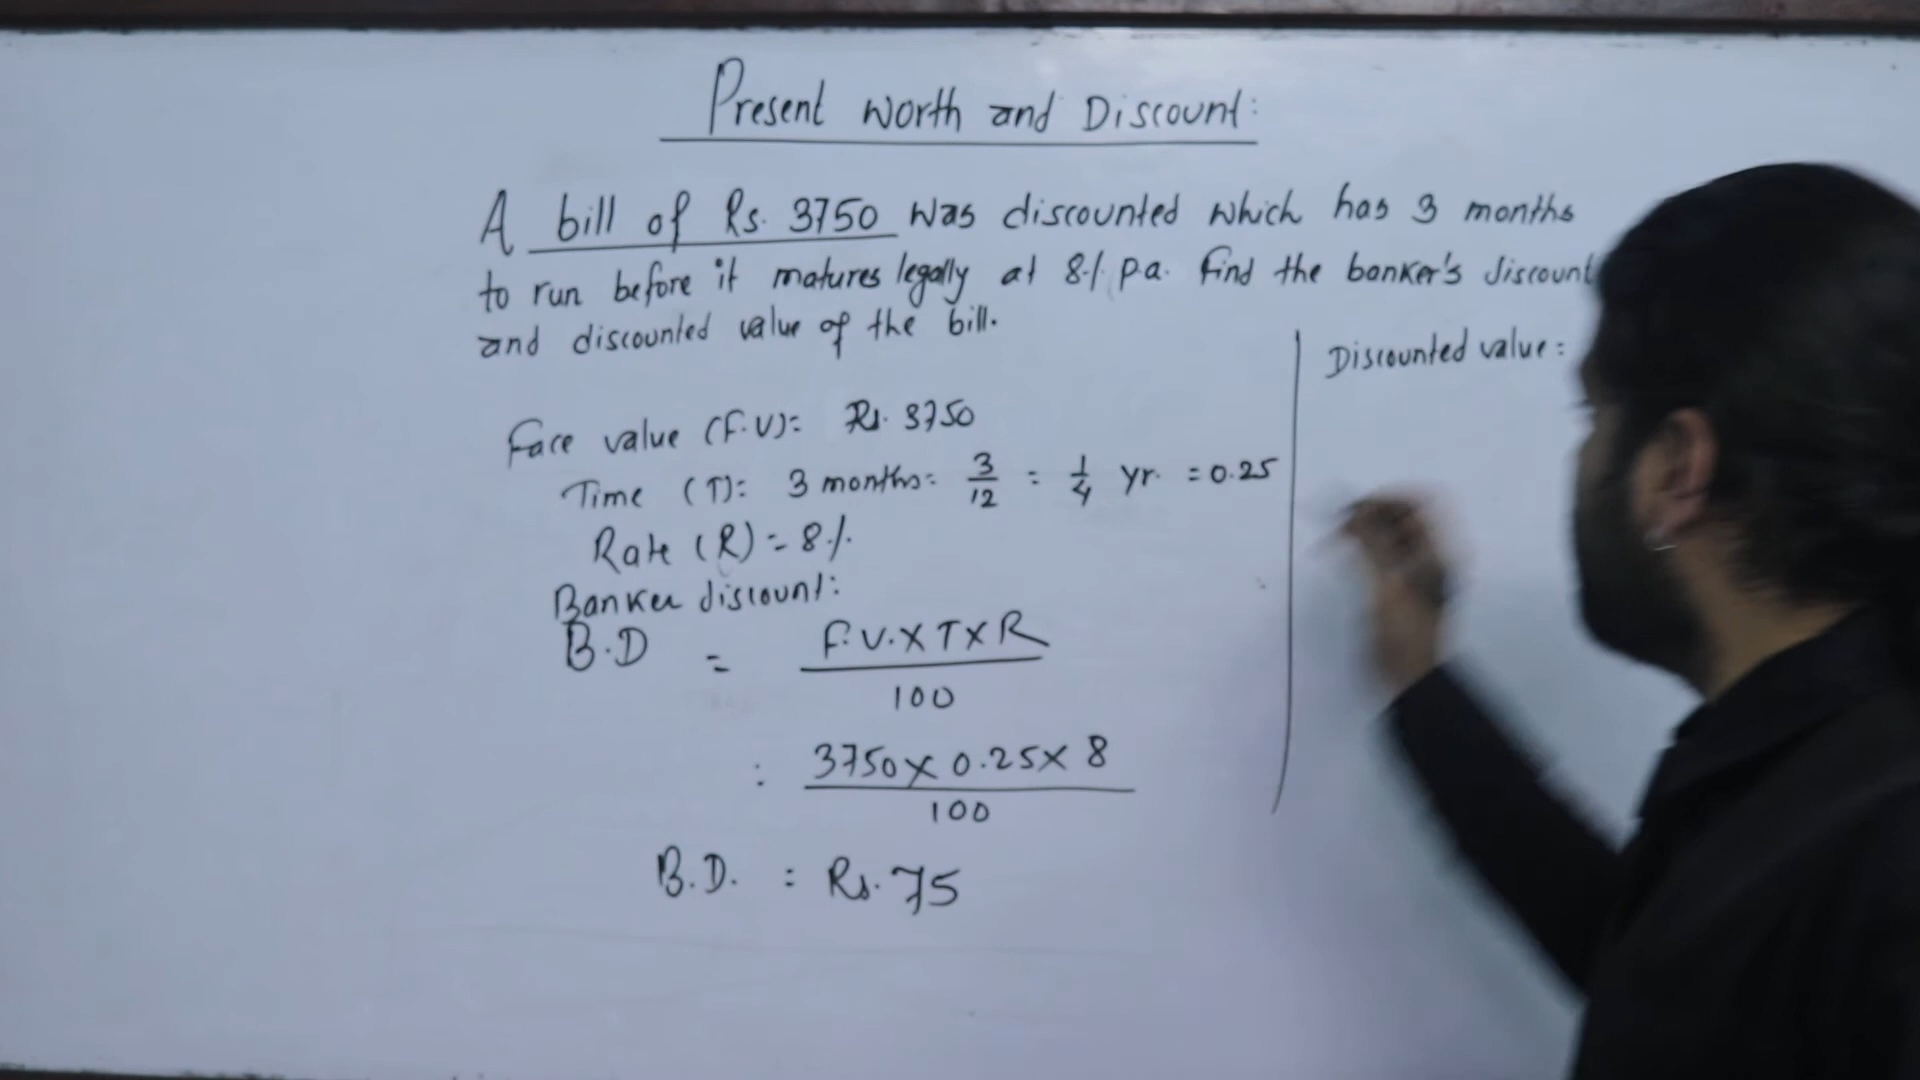 Present Worth and Discount:
A bill of Rs. 3750 was discounted which has 3 months
to run before it matures legally at 8% p.a. Find the banker's discount
and discounted value of the bill.
Face value (F.V)= Rs. 3750
Time (T)= 3 months= 3/12 = 1/4 yr. = 0.25
Rate (R) = 8%
Banker discount:
B.D = F.V.×T×R / 100
= 3750×0.25×8 / 100
B.D. = Rs. 75
Discounted value =